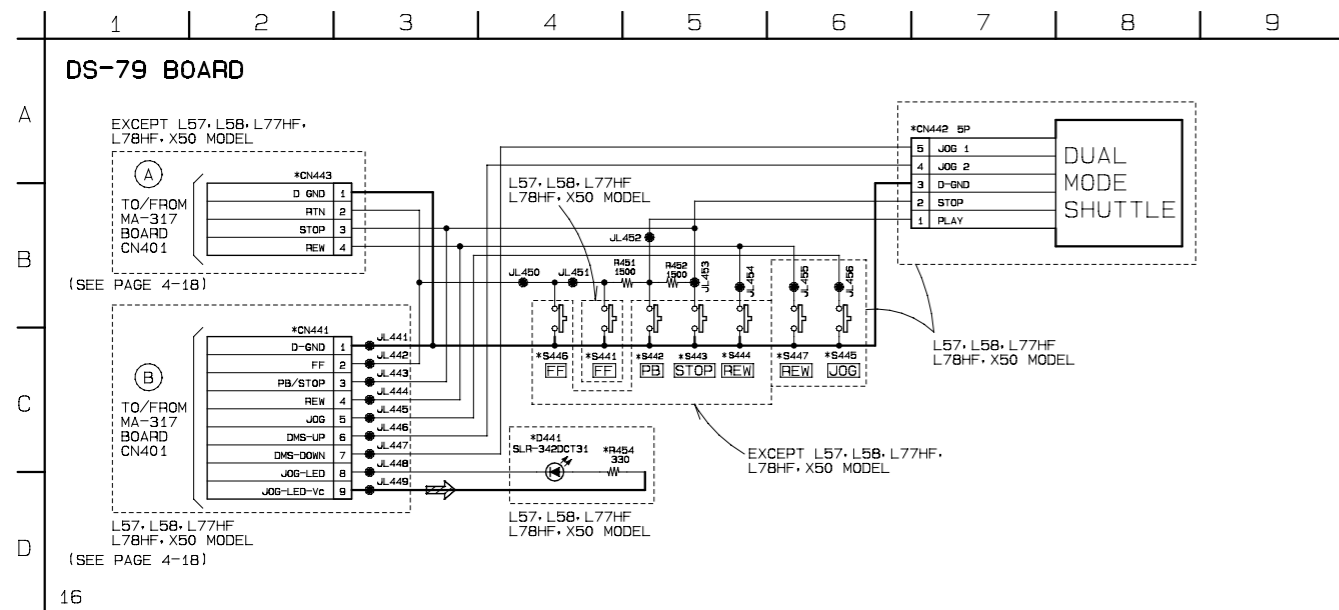 1 2 3 4 5 6 7 8 9
DS-79 BOARD
A
B
C
D
EXCEPT L57, L58, L77HF,
L78HF, X50 MODEL
A
TO/FROM
MA-317
BOARD
CN401
*CN443
D GND 1
RTN 2
STOP 3
REW 4
(SEE PAGE 4-18)
B
TO/FROM
MA-317
BOARD
CN401
*CN441
D-GND 1
FF 2
PB/STOP 3
REW 4
JOG 5
DMS-UP 6
DMS-DOWN 7
JOG-LED 8
JOG-LED-Vc 9
JL441
JL442
JL443
JL444
JL445
JL446
JL447
JL448
JL449
L57, L58, L77HF
L78HF, X50 MODEL
(SEE PAGE 4-18)
L57, L58, L77HF
L78HF, X50 MODEL
JL452
JL450
JL451
R451
1500
R452
1500
JL453
JL454
JL455
JL456
*S446
FF
*S441
FF
*S442
PB
*S443
STOP
*S444
REW
*S447
REW
*S445
JOG
*D441
SLR-342DCT31
*R454
330
L57, L58, L77HF
L78HF, X50 MODEL
EXCEPT L57, L58, L77HF,
L78HF, X50 MODEL
*CN442 5P
5 JOG 1
4 JOG 2
3 D-GND
2 STOP
1 PLAY
DUAL
MODE
SHUTTLE
L57, L58, L77HF
L78HF, X50 MODEL
16